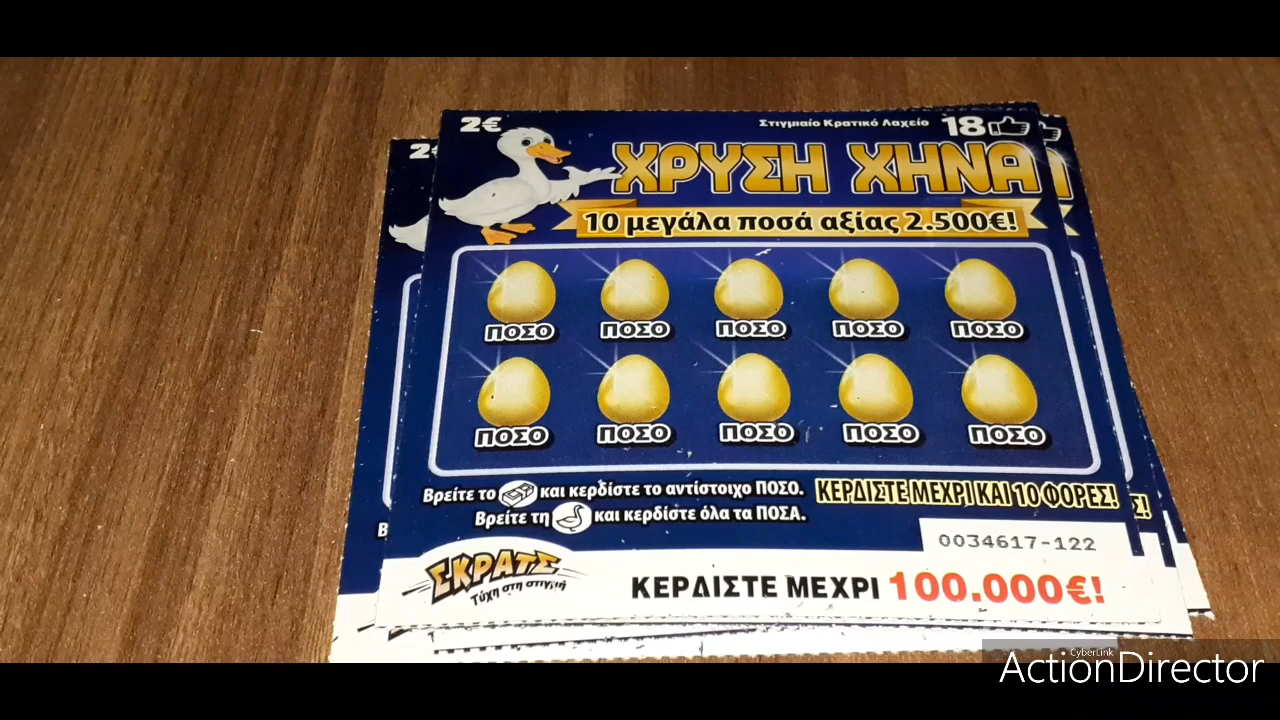 2€
2€
Στιγμιαίο Κρατικό Λαχείο
18
ΧΡΥΣΗ ΧΗΝΑ
10 μεγάλα ποσά αξίας 2.500€!
ΠΟΣΟ ΠΟΣΟ ΠΟΣΟ ΠΟΣΟ ΠΟΣΟ
ΠΟΣΟ ΠΟΣΟ ΠΟΣΟ ΠΟΣΟ ΠΟΣΟ
Βρείτε το και κερδίστε το αντίστοιχο ΠΟΣΟ.
Βρείτε τη και κερδίστε όλα τα ΠΟΣΑ.
ΚΕΡΔΙΣΤΕ ΜΕΧΡΙ ΚΑΙ 10 ΦΟΡΕΣ!
0034617-122
ΣΚΡΑΤΣ
Τύχη στη στιγμή
ΚΕΡΔΙΣΤΕ ΜΕΧΡΙ 100.000€!
CyberLink
ActionDirector